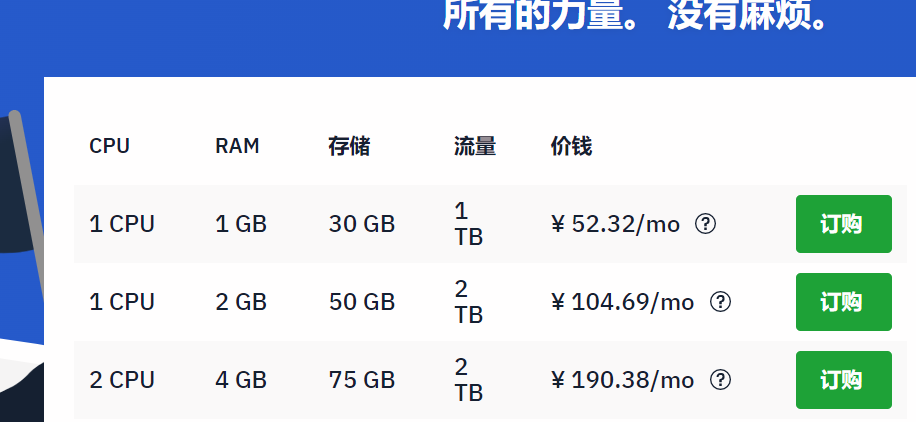 所有的力量。 没有麻烦。
CPU RAM 存储 流量 价钱
1 CPU 1 GB 30 GB 1 TB ¥ 52.32/mo ? 订购
1 CPU 2 GB 50 GB 2 TB ¥ 104.69/mo ? 订购
2 CPU 4 GB 75 GB 2 TB ¥ 190.38/mo ? 订购